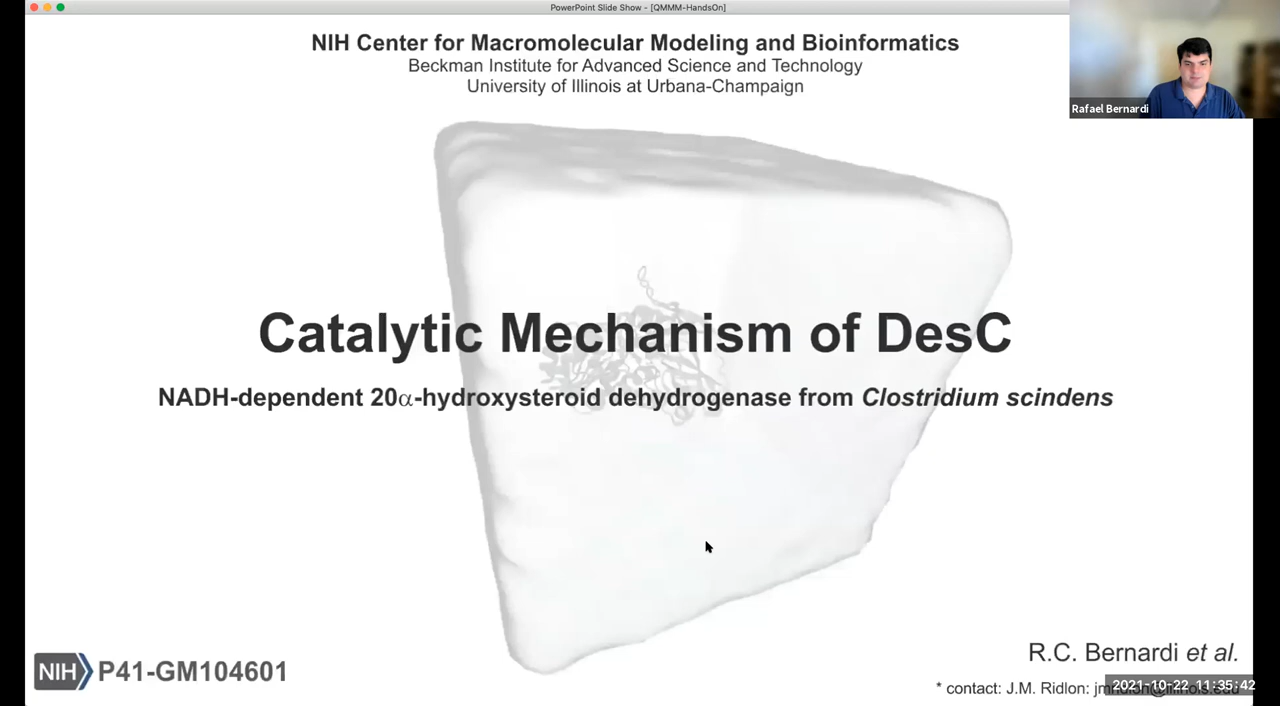 PowerPoint Slide Show - [QMMM-HandsOn]
NIH Center for Macromolecular Modeling and Bioinformatics
Beckman Institute for Advanced Science and Technology
University of Illinois at Urbana-Champaign
Rafael Bernardi
Catalytic Mechanism of DesC
NADH-dependent 20α-hydroxysteroid dehydrogenase from Clostridium scindens
NIH P41-GM104601
R.C. Bernardi et al.
* contact: J.M. Ridlon:
2021-10-22 11:35:42